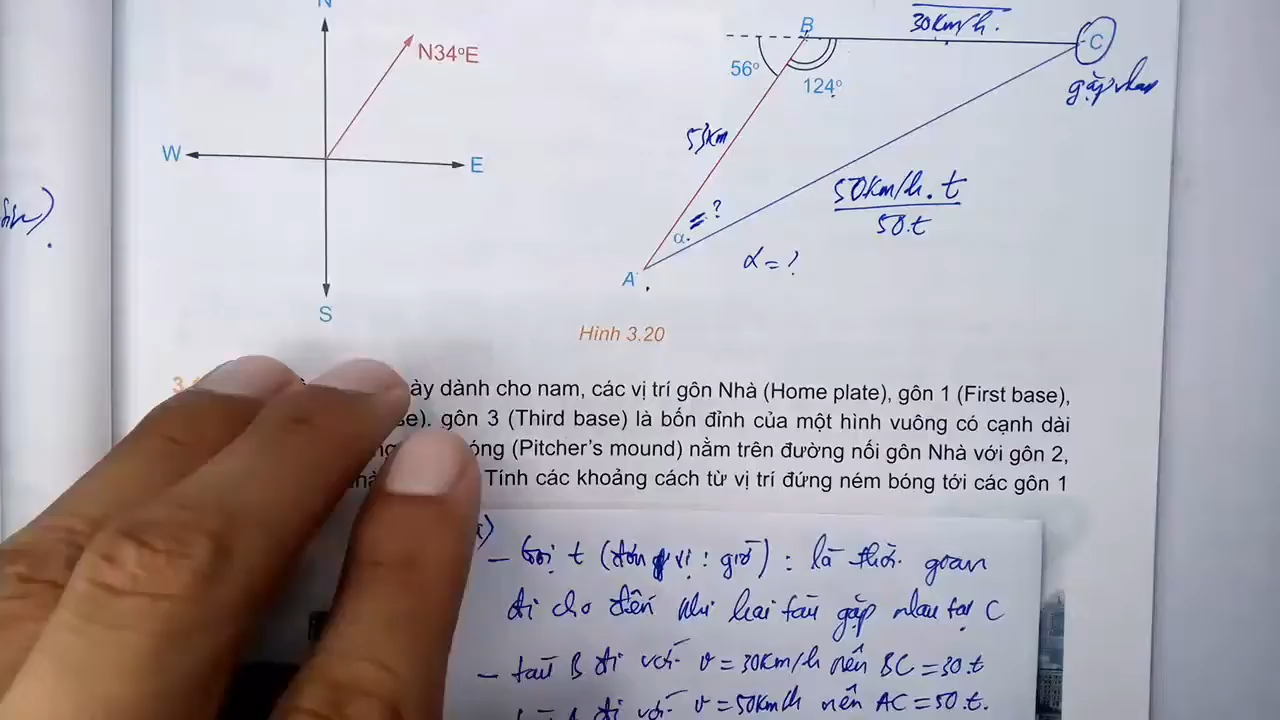 N
N34°E
W
E
S
B
30km/h.
C
gặp nhau
56°
124°
53km
50km/h. t
50.t
= ?
α.
α = ?
A
Hình 3.20
3.
ày dành cho nam, các vị trí gôn Nhà (Home plate), gôn 1 (First base),
se). gôn 3 (Third base) là bốn đỉnh của một hình vuông có cạnh dài
óng (Pitcher's mound) nằm trên đường nối gôn Nhà với gôn 2,
Tính các khoảng cách từ vị trí đứng ném bóng tới các gôn 1
- Gọi t (đơn vị : giờ) : là thời gian
đi cho đến khi hai tàu gặp nhau tại C
- tàu B đi với v = 30km/h nên BC = 30.t
đi với v = 50km/h nên AC = 50.t.